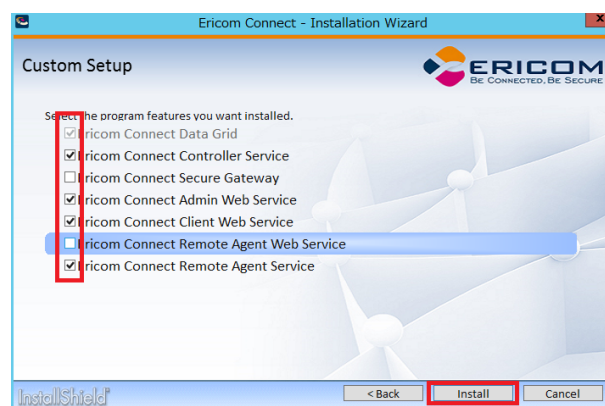 Ericom Connect - Installation Wizard
x
Custom Setup
ERICOM
BE CONNECTED. BE SECURE
Select the program features you want installed.
Ericom Connect Data Grid
Ericom Connect Controller Service
Ericom Connect Secure Gateway
Ericom Connect Admin Web Service
Ericom Connect Client Web Service
Ericom Connect Remote Agent Web Service
Ericom Connect Remote Agent Service
InstallShield
< Back Install Cancel